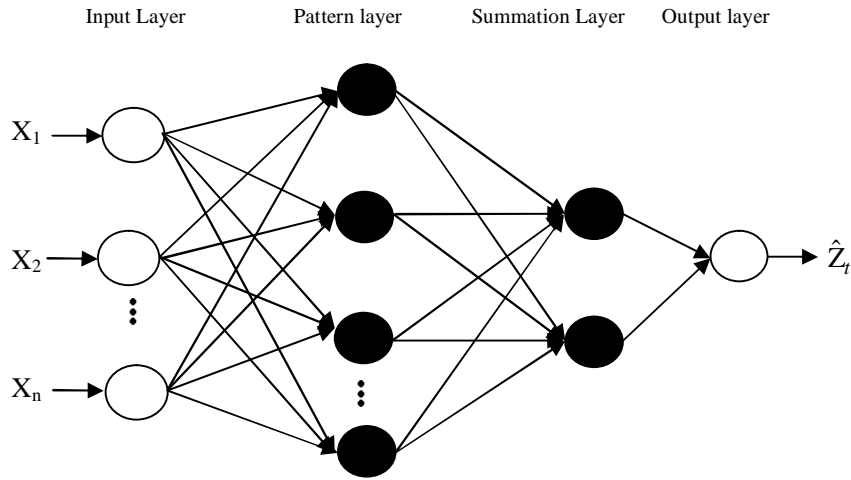 Input Layer Pattern layer Summation Layer Output layer
X₁
X₂
Ẑₜ
Xₙ